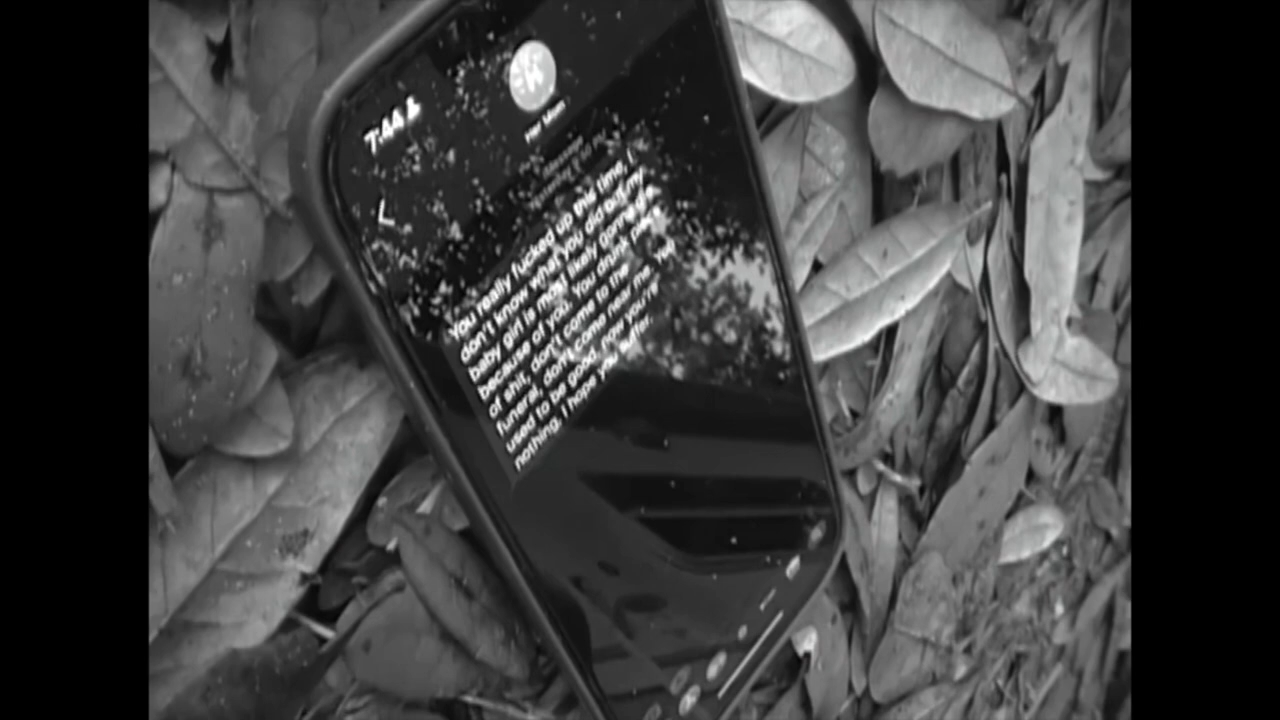 7:44
K
Her Mom
iMessage
You really fucked up this time, I
don't know what you did but my
baby girl is most likely gonna die
because of you. You drunk piece
of shit, don't come to the
funeral, don't come near me. You
used to be good, now you're
nothing. I hope you suffer.